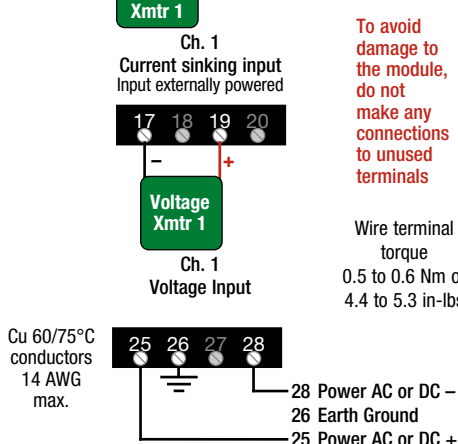 Xmtr 1
Ch. 1
Current sinking input
Input externally powered
17 18 19 20
– +
Voltage
Xmtr 1
Ch. 1
Voltage Input
To avoid
damage to
the module,
do not
make any
connections
to unused
terminals
Wire terminal
torque
0.5 to 0.6 Nm o
4.4 to 5.3 in-lbs
Cu 60/75°C
conductors
14 AWG
max.
25 26 27 28
28 Power AC or DC –
26 Earth Ground
25 Power AC or DC +